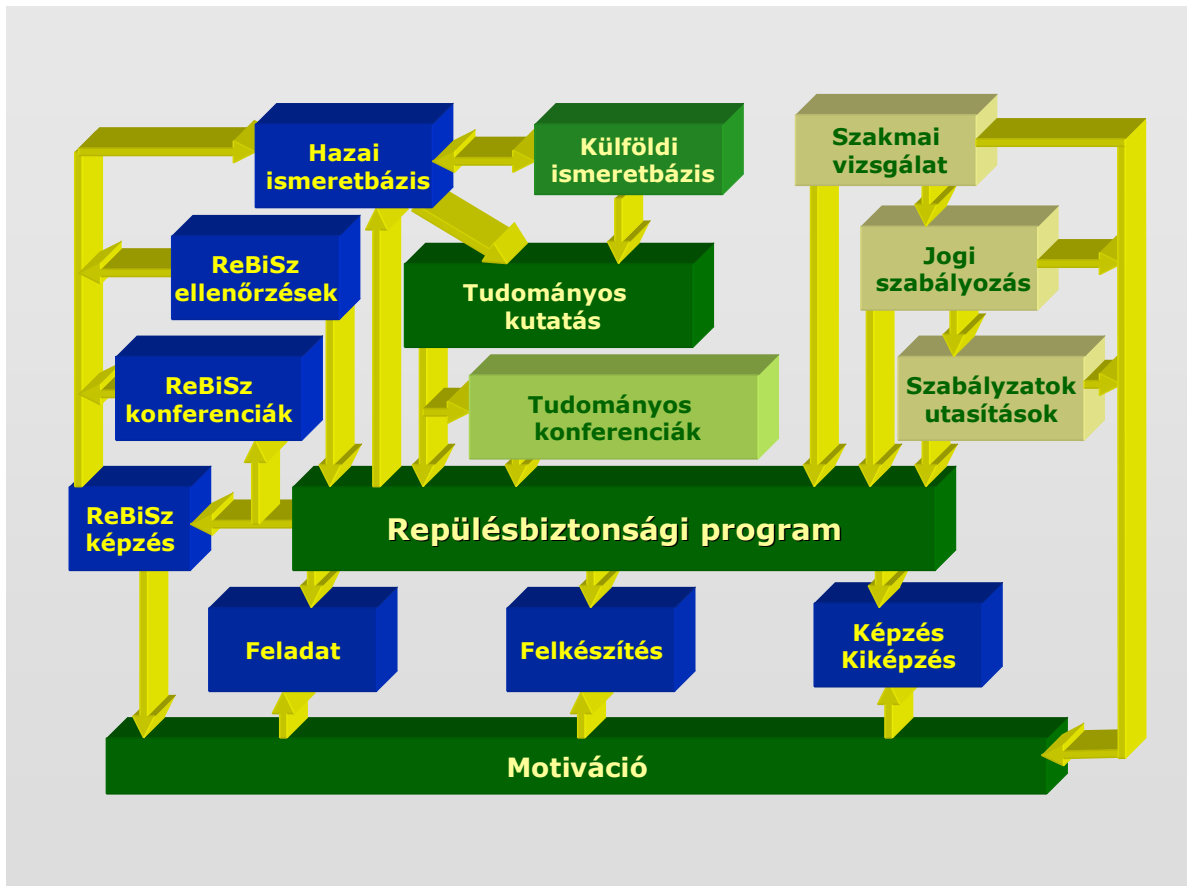 Hazai
ismeretbázis
Külföldi
ismeretbázis
Szakmai
vizsgálat
ReBiSz
ellenőrzések
Tudományos
kutatás
Jogi
szabályozás
ReBiSz
konferenciák
Tudományos
konferenciák
Szabályzatok
utasítások
ReBiSz
képzés
Repülésbiztonsági program
Feladat
Felkészítés
Képzés
Kiképzés
Motiváció